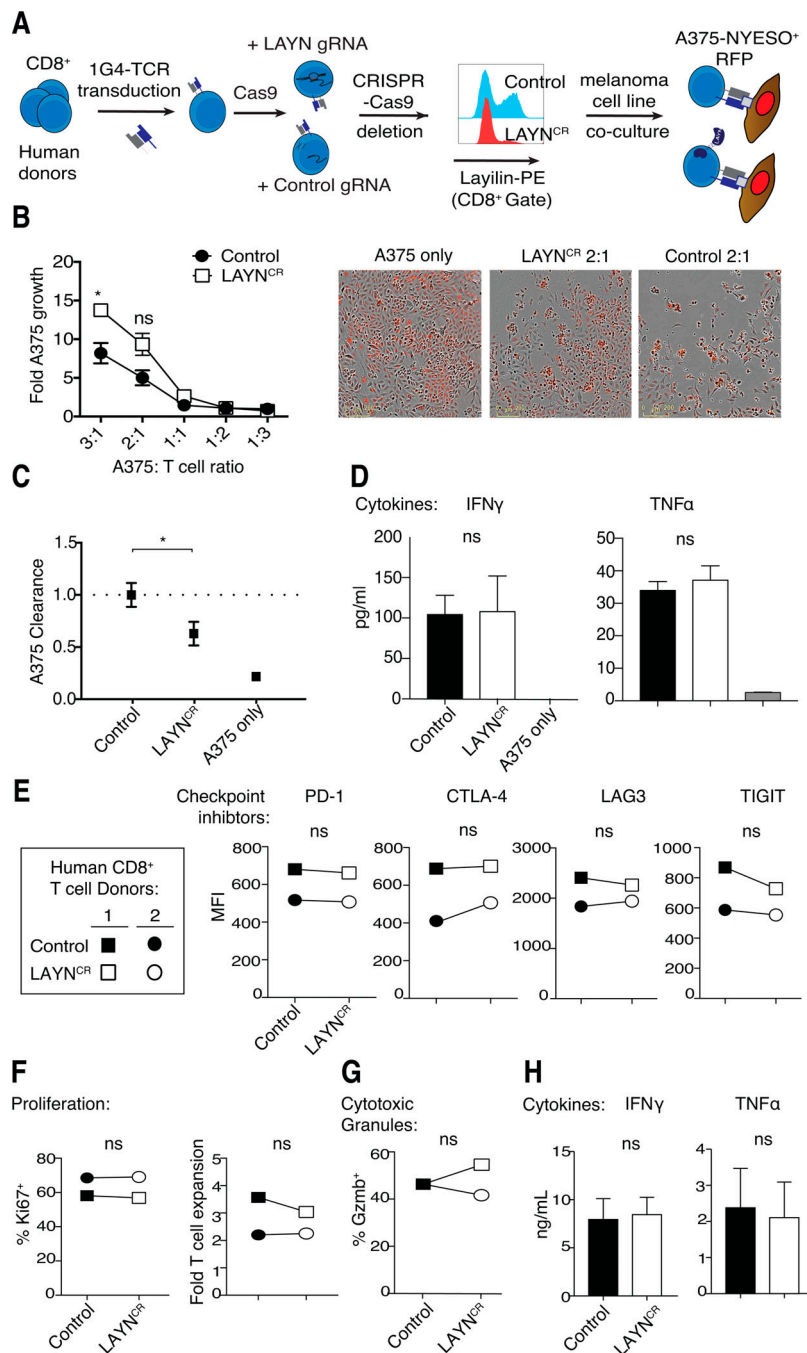 A
CD8⁺
Human
donors
1G4-TCR
transduction
Cas9
+ LAYN gRNA
+ Control gRNA
CRISPR
-Cas9
deletion
Control
LAYNᶜᴿ
Layilin-PE
(CD8⁺ Gate)
melanoma
cell line
co-culture
A375-NYESO⁺
RFP
B
Control
LAYNᶜᴿ
Fold A375 growth
20
15
10
5
0
*
ns
3:1
2:1
1:1
1:2
1:3
A375: T cell ratio
A375 only
LAYNᶜᴿ 2:1
Control 2:1
C
A375 Clearance
1.5
1.0
0.5
0.0
*
Control
LAYNᶜᴿ
A375 only
D
Cytokines:
IFNγ
ns
pg/ml
200
150
100
50
0
Control
LAYNᶜᴿ
A375 only
TNFα
ns
50
40
30
20
10
0
E
Checkpoint
inhibtors:
Human CD8⁺
T cell Donors:
1
2
Control
LAYNᶜᴿ
PD-1
ns
MFI
800
600
400
200
0
Control
LAYNᶜᴿ
CTLA-4
ns
800
600
400
200
0
LAG3
ns
3000
2000
1000
0
TIGIT
ns
1000
800
600
400
200
0
F
Proliferation:
ns
% Ki67⁺
80
60
40
20
0
Control
LAYNᶜᴿ
ns
Fold T cell expansion
5
4
3
2
1
0
G
Cytotoxic
Granules:
ns
% Gzmb⁺
60
40
20
0
Control
LAYNᶜᴿ
H
Cytokines:
IFNγ
ns
ng/mL
15
10
5
0
Control
LAYNᶜᴿ
TNFα
ns
4
3
2
1
0